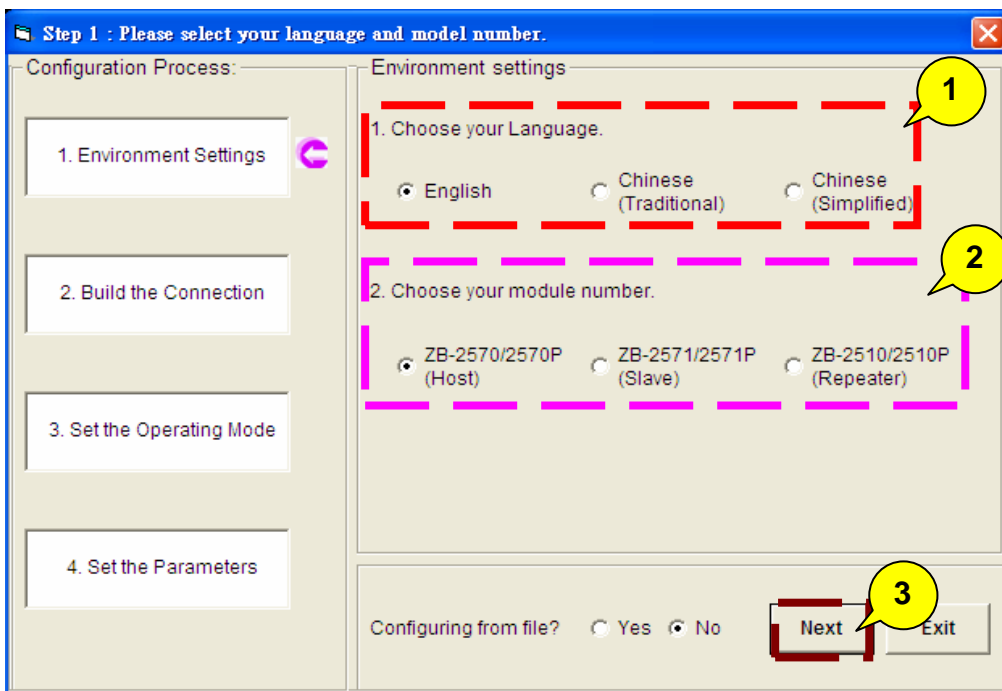 Step 1 : Please select your language and model number.
Configuration Process:
1. Environment Settings
2. Build the Connection
3. Set the Operating Mode
4. Set the Parameters
Environment settings
1
1. Choose your Language.
English
Chinese
(Traditional)
Chinese
(Simplified)
2
2. Choose your module number.
ZB-2570/2570P
(Host)
ZB-2571/2571P
(Slave)
ZB-2510/2510P
(Repeater)
Configuring from file?
Yes
No
3
Next
Exit